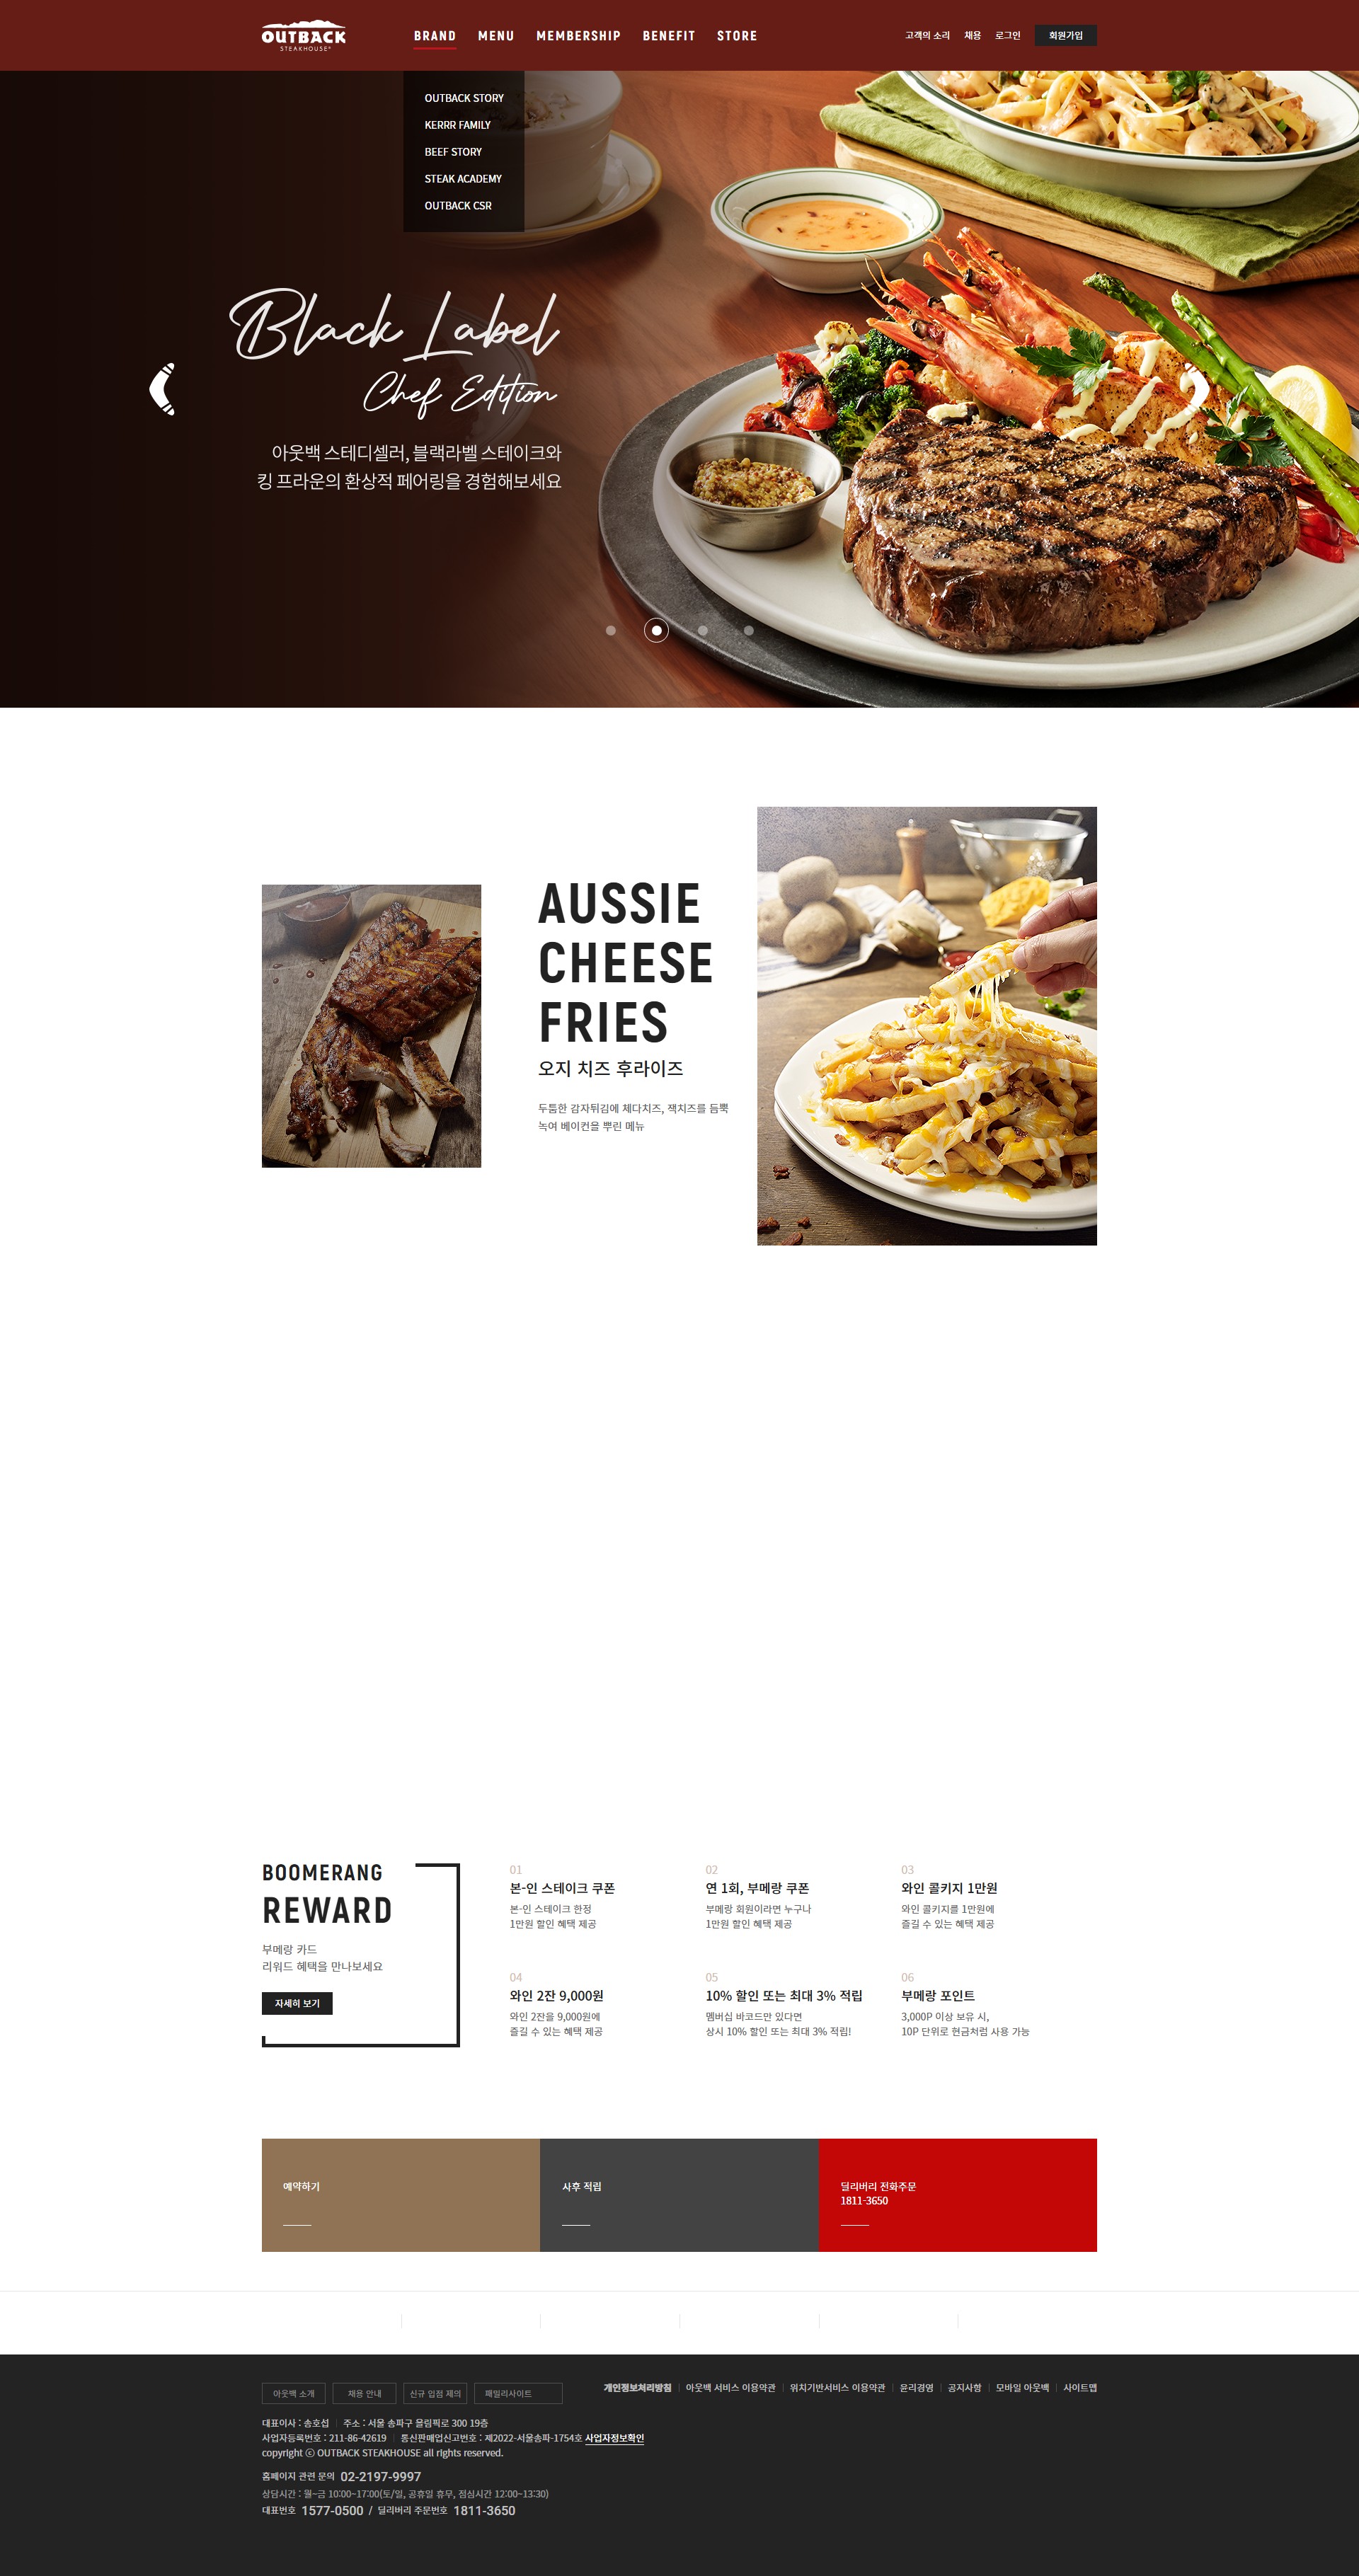 OUTBACK
STEAKHOUSE
BRAND MENU MEMBERSHIP BENEFIT STORE
고객의 소리 채용 로그인 회원가입
OUTBACK STORY
KERRR FAMILY
BEEF STORY
STEAK ACADEMY
OUTBACK CSR
Black Label
Chef Edition
아웃백 스테디셀러, 블랙라벨 스테이크와
킹 프라운의 환상적 페어링을 경험해보세요
AUSSIE
CHEESE
FRIES
오지 치즈 후라이즈
두툼한 감자튀김에 체다치즈, 잭치즈를 듬뿍
녹여 베이컨을 뿌린 메뉴
BOOMERANG
REWARD
부메랑 카드
리워드 혜택을 만나보세요
자세히 보기
01
본-인 스테이크 쿠폰
본-인 스테이크 한정
1만원 할인 혜택 제공
02
연 1회, 부메랑 쿠폰
부메랑 회원이라면 누구나
1만원 할인 혜택 제공
03
와인 콜키지 1만원
와인 콜키지를 1만원에
즐길 수 있는 혜택 제공
04
와인 2잔 9,000원
와인 2잔을 9,000원에
즐길 수 있는 혜택 제공
05
10% 할인 또는 최대 3% 적립
멤버십 바코드만 있다면
상시 10% 할인 또는 최대 3% 적립!
06
부메랑 포인트
3,000P 이상 보유 시,
10P 단위로 현금처럼 사용 가능
예약하기
사후 적립
딜리버리 전화주문
1811-3650
아웃백 소개 채용 안내 신규 입점 제의 패밀리사이트
개인정보처리방침 아웃백 서비스 이용약관 위치기반서비스 이용약관 윤리경영 공지사항 모바일 아웃백 사이트맵
대표이사 : 송호섭 주소 : 서울 송파구 올림픽로 300 19층
사업자등록번호 : 211-86-42619 통신판매업신고번호 : 제2022-서울송파-1754호 사업자정보확인
copyright ⓒ OUTBACK STEAKHOUSE all rights reserved.
홈페이지 관련 문의 02-2197-9997
상담시간 : 월~금 10:00~17:00(토/일, 공휴일 휴무, 점심시간 12:00~13:30)
대표번호 1577-0500 / 딜리버리 주문번호 1811-3650